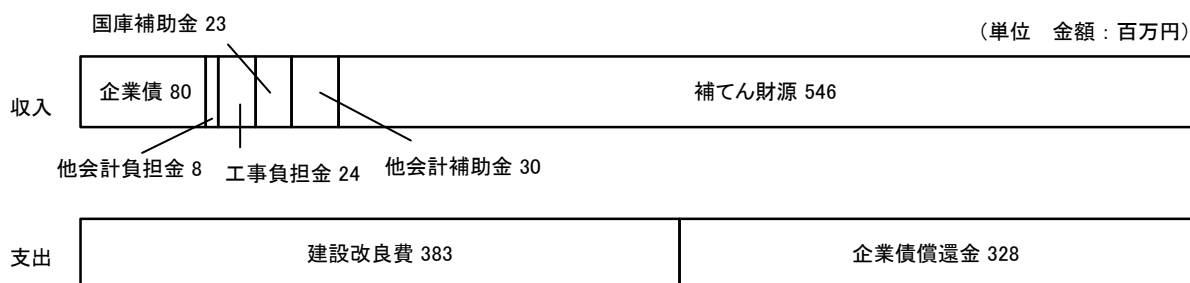 国庫補助金 23
（単位　金額：百万円）
収入
企業債 80
補てん財源 546
他会計負担金 8
工事負担金 24
他会計補助金 30
支出
建設改良費 383
企業債償還金 328